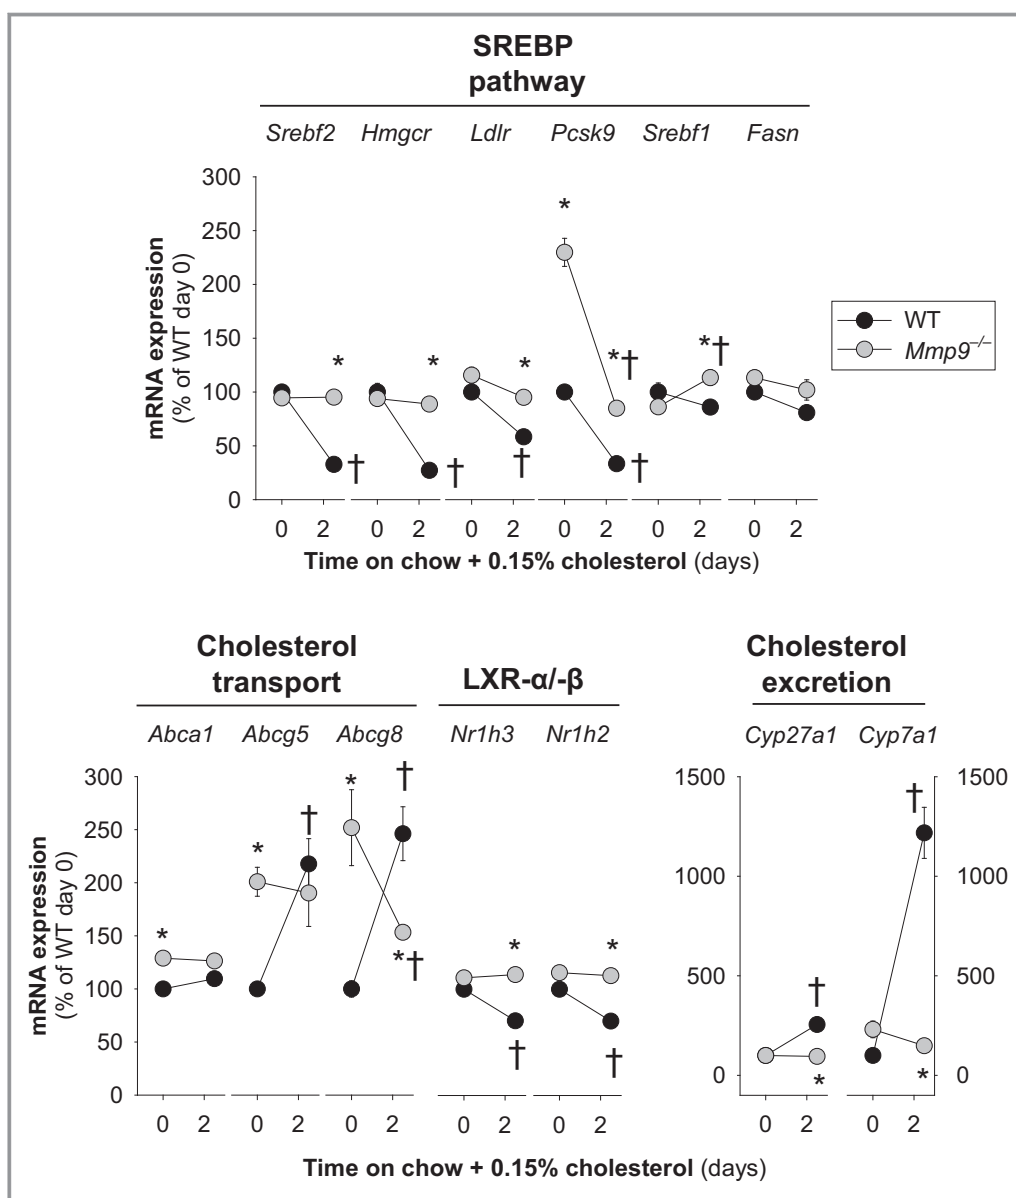 SREBP
pathway
Srebf2 Hmgcr Ldlr Pcsk9 Srebf1 Fasn
300
250
200
150
100
50
0
mRNA expression
(% of WT day 0)
*
*
*
*
*†
*
*†
†
†
†
†
WT
Mmp9–/–
0 2 0 2 0 2 0 2 0 2 0 2
Time on chow + 0.15% cholesterol (days)
Cholesterol
transport
LXR-α/-β
Cholesterol
excretion
Abca1 Abcg5 Abcg8 Nr1h3 Nr1h2 Cyp27a1 Cyp7a1
300
250
200
150
100
50
0
mRNA expression
(% of WT day 0)
*
*
†
*
†
*†
*
†
*
†
1500
1000
500
0
†
*
†
*
1500
1000
500
0
0 2 0 2 0 2 0 2 0 2 0 2 0 2
Time on chow + 0.15% cholesterol (days)